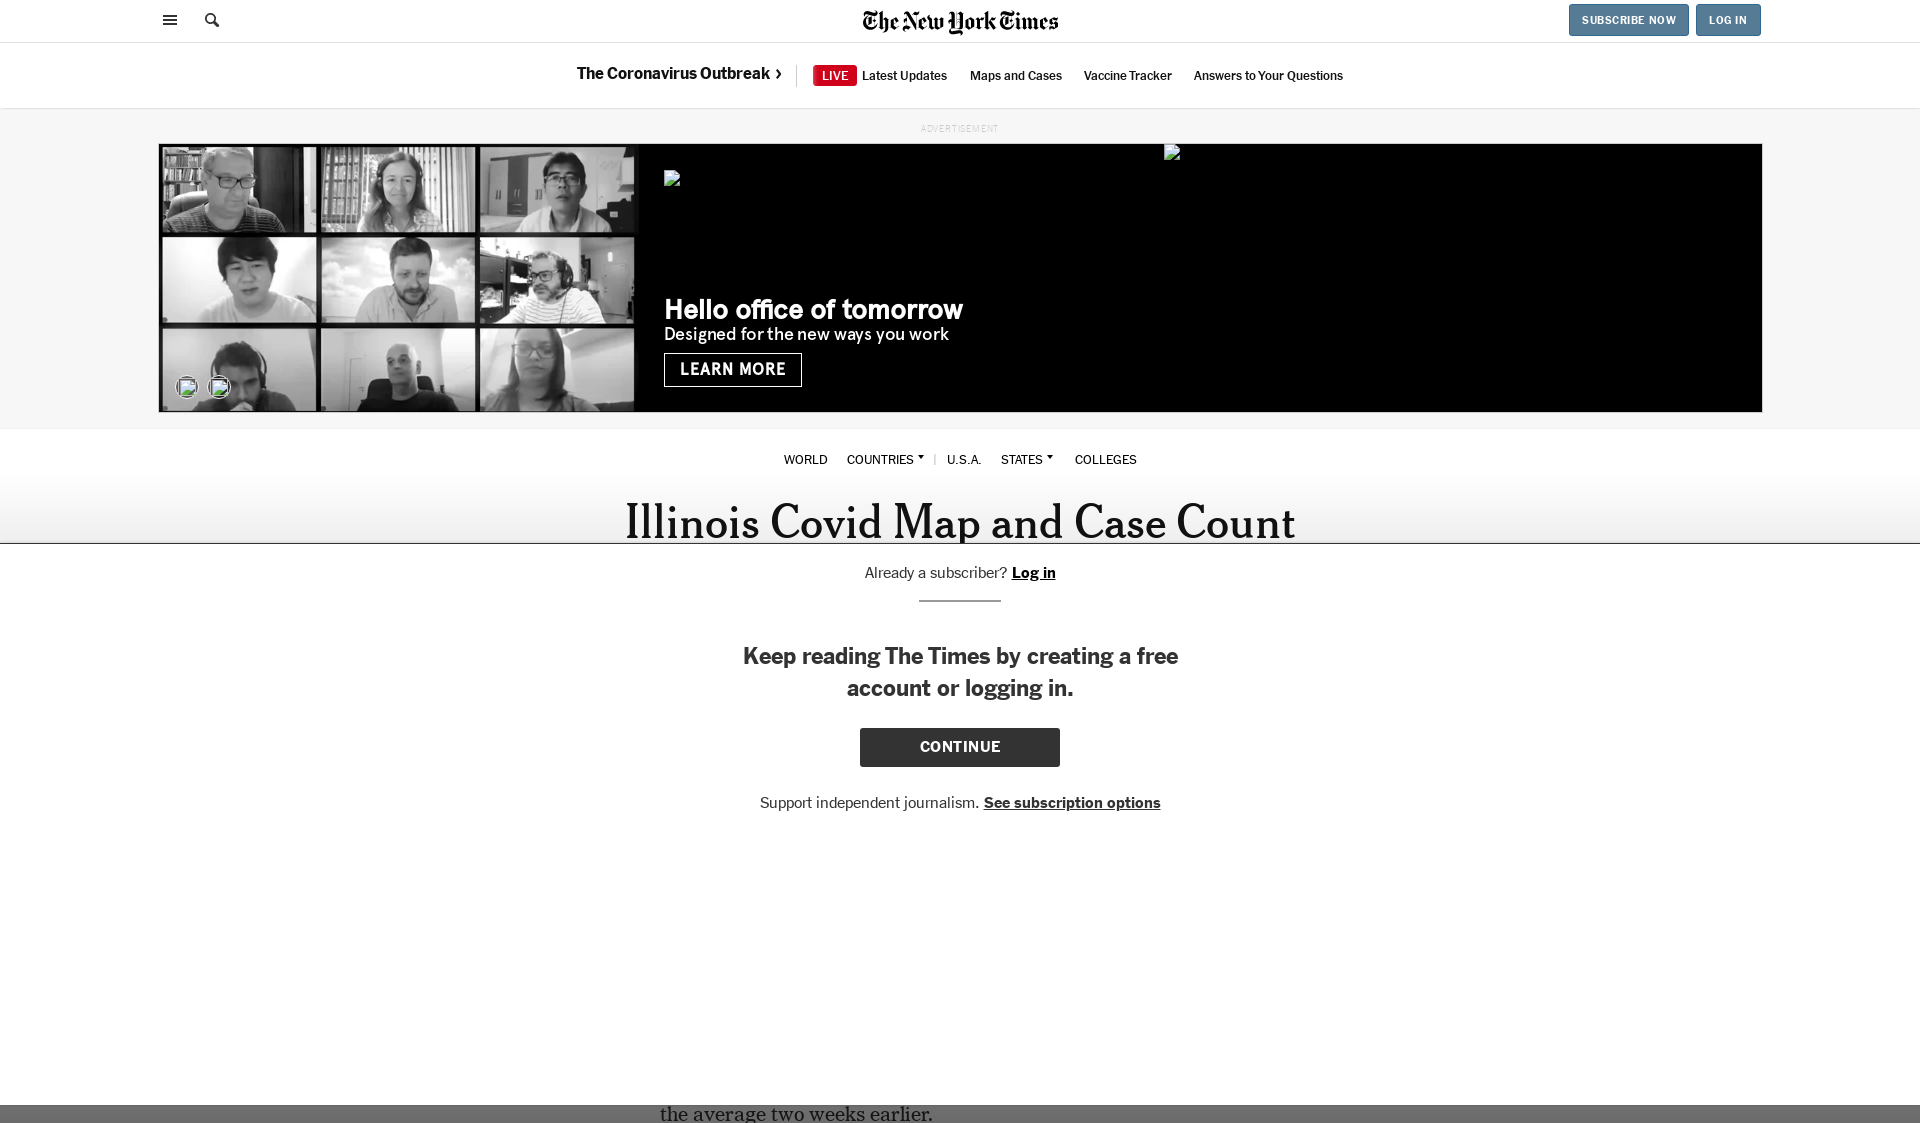 The New York Times
SUBSCRIBE NOW
LOG IN
The Coronavirus Outbreak ›
LIVE Latest Updates
Maps and Cases
Vaccine Tracker
Answers to Your Questions
ADVERTISEMENT
Hello office of tomorrow
Designed for the new ways you work
LEARN MORE
WORLD
COUNTRIES
U.S.A.
STATES
COLLEGES
Illinois Covid Map and Case Count
Already a subscriber? Log in
Keep reading The Times by creating a free
account or logging in.
CONTINUE
Support independent journalism. See subscription options
the average two weeks earlier.